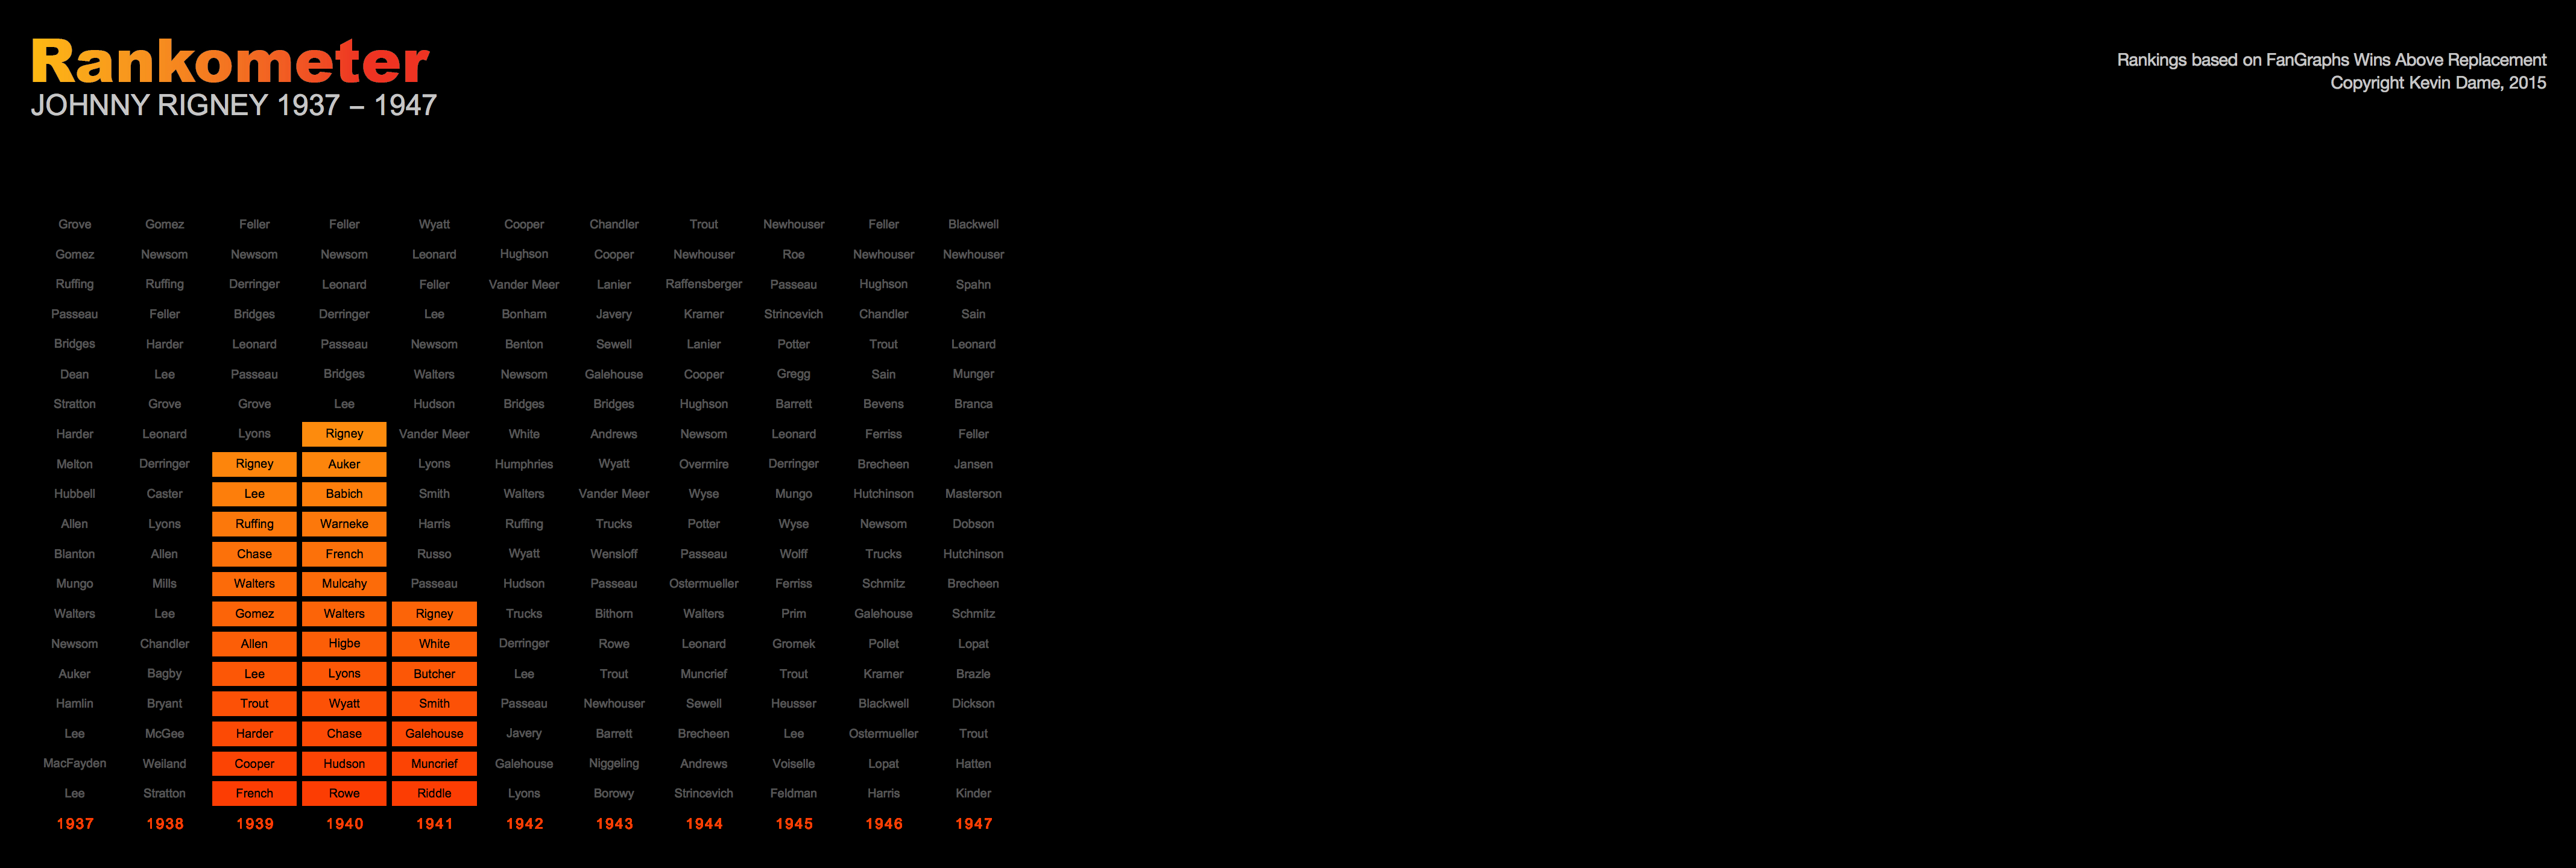 Rankometer
JOHNNY RIGNEY 1937 – 1947
Rankings based on FanGraphs Wins Above Replacement
Copyright Kevin Dame, 2015
Grove Gomez Feller Feller Wyatt Cooper Chandler Trout Newhouser Feller Blackwell
Gomez Newsom Newsom Newsom Leonard Hughson Cooper Newhouser Roe Newhouser Newhouser
Ruffing Ruffing Derringer Leonard Feller Vander Meer Lanier Raffensberger Passeau Hughson Spahn
Passeau Feller Bridges Derringer Lee Bonham Javery Kramer Strincevich Chandler Sain
Bridges Harder Leonard Passeau Newsom Benton Sewell Lanier Potter Trout Leonard
Dean Lee Passeau Bridges Walters Newsom Galehouse Cooper Gregg Sain Munger
Stratton Grove Grove Lee Hudson Bridges Bridges Hughson Barrett Bevens Branca
Harder Leonard Lyons Rigney Vander Meer White Andrews Newsom Leonard Ferriss Feller
Melton Derringer Rigney Auker Lyons Humphries Wyatt Overmire Derringer Brecheen Jansen
Hubbell Caster Lee Babich Smith Walters Vander Meer Wyse Mungo Hutchinson Masterson
Allen Lyons Ruffing Warneke Harris Ruffing Trucks Potter Wyse Newsom Dobson
Blanton Allen Chase French Russo Wyatt Wensloff Passeau Wolff Trucks Hutchinson
Mungo Mills Walters Mulcahy Passeau Hudson Passeau Ostermueller Ferriss Schmitz Brecheen
Walters Lee Gomez Walters Rigney Trucks Bithorn Walters Prim Galehouse Schmitz
Newsom Chandler Allen Higbe White Derringer Rowe Leonard Gromek Pollet Lopat
Auker Bagby Lee Lyons Butcher Lee Trout Muncrief Trout Kramer Brazle
Hamlin Bryant Trout Wyatt Smith Passeau Newhouser Sewell Heusser Blackwell Dickson
Lee McGee Harder Chase Galehouse Javery Barrett Brecheen Lee Ostermueller Trout
MacFayden Weiland Cooper Hudson Muncrief Galehouse Niggeling Andrews Voiselle Lopat Hatten
Lee Stratton French Rowe Riddle Lyons Borowy Strincevich Feldman Harris Kinder
1937 1938 1939 1940 1941 1942 1943 1944 1945 1946 1947